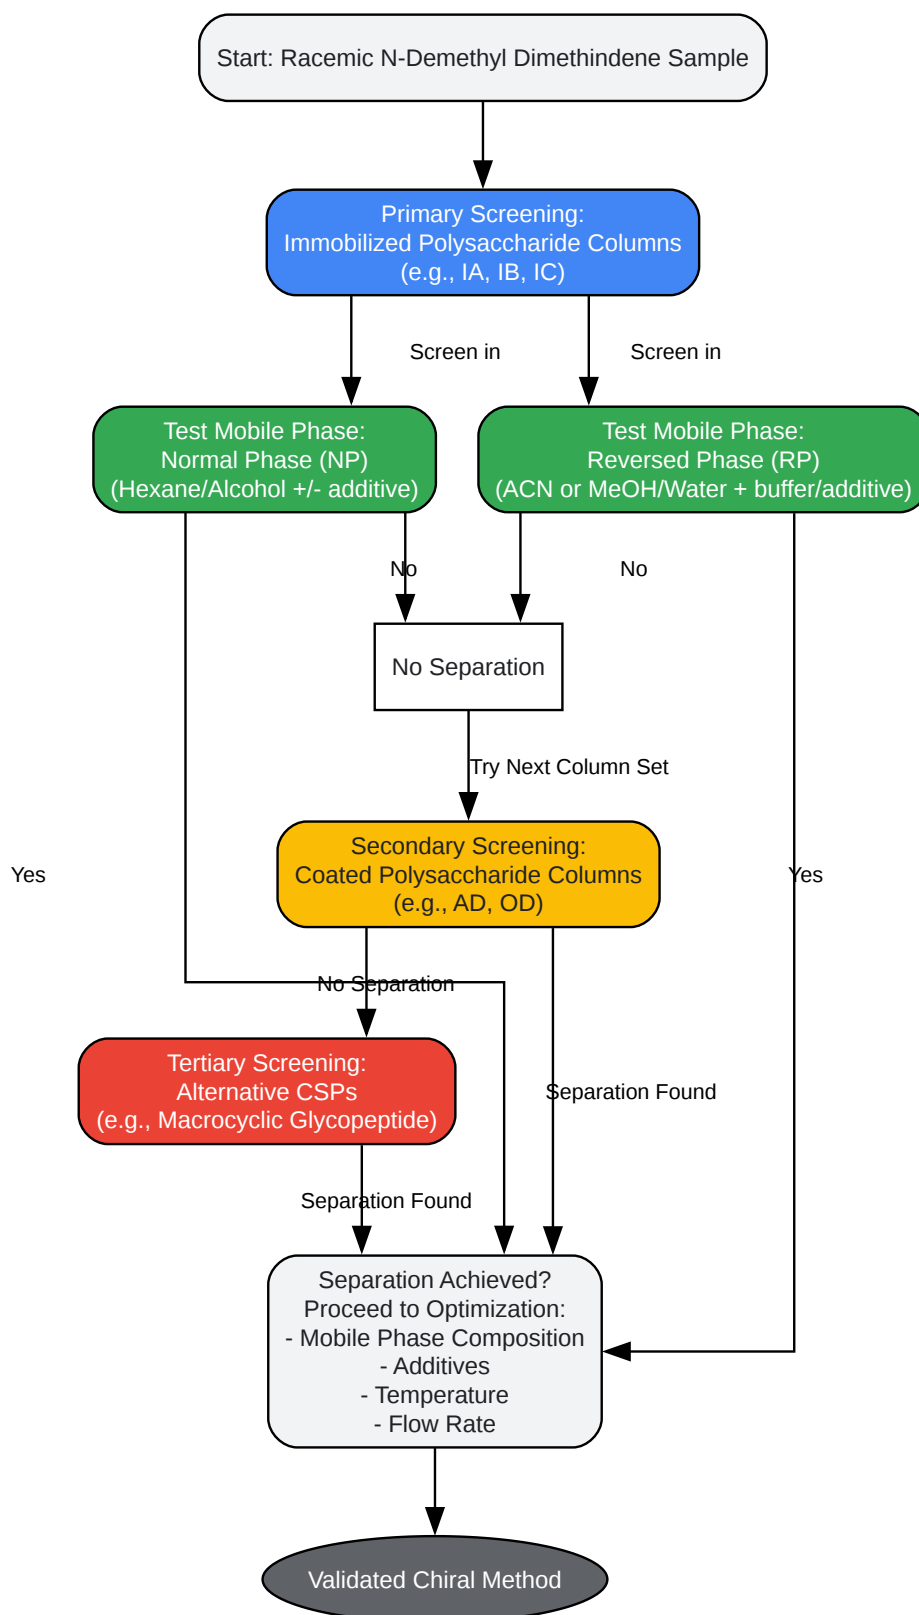 Start: Racemic N-Demethyl Dimethindene Sample
Primary Screening:
Immobilized Polysaccharide Columns
(e.g., IA, IB, IC)
Screen in
Screen in
Test Mobile Phase:
Normal Phase (NP)
(Hexane/Alcohol +/- additive)
Test Mobile Phase:
Reversed Phase (RP)
(ACN or MeOH/Water + buffer/additive)
No
No
No Separation
Try Next Column Set
Secondary Screening:
Coated Polysaccharide Columns
(e.g., AD, OD)
Yes
Yes
No Separation
Tertiary Screening:
Alternative CSPs
(e.g., Macrocyclic Glycopeptide)
Separation Found
Separation Found
Separation Achieved?
Proceed to Optimization:
- Mobile Phase Composition
- Additives
- Temperature
- Flow Rate
Validated Chiral Method